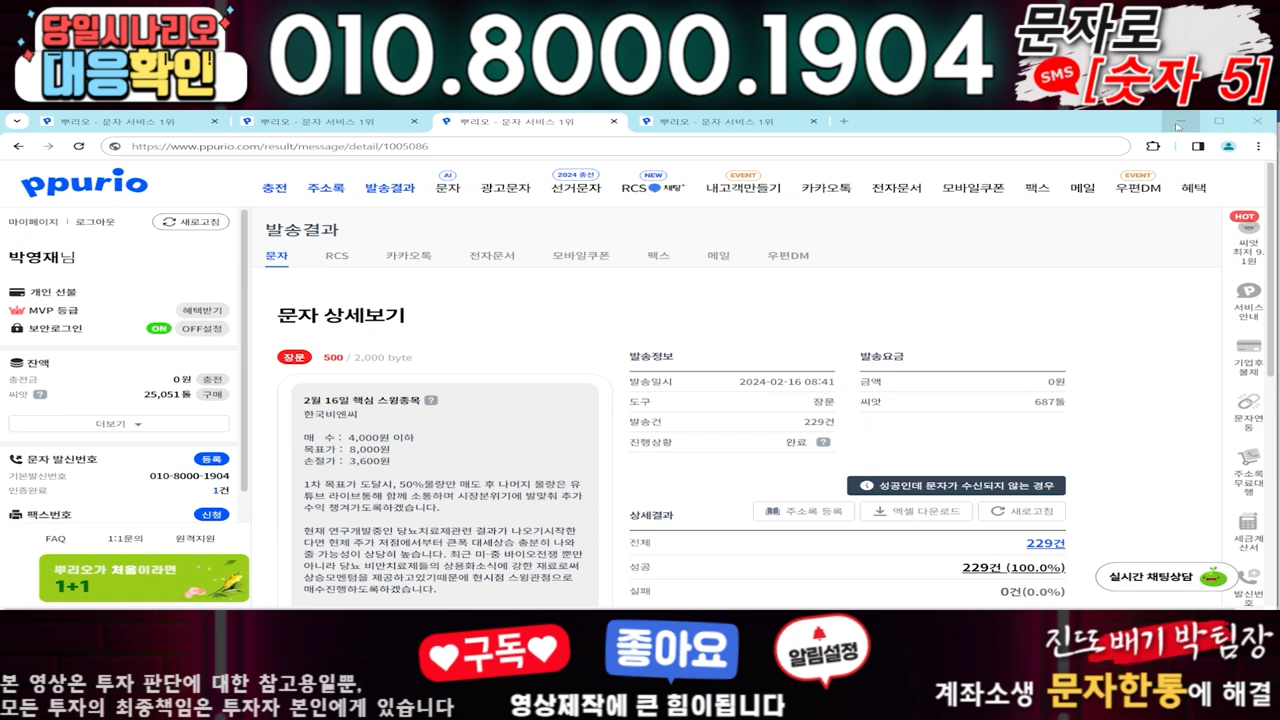 당일시나리오
대응확인
010.8000.1904
문자로
SMS
[숫자 5]
뿌리오 - 문자 서비스 1위
뿌리오 - 문자 서비스 1위
뿌리오 - 문자 서비스 1위
뿌리오 - 문자 서비스 1위
https://www.ppurio.com/result/message/detail/1005086
ppurio
AI
2024 총선
NEW
EVENT
EVENT
충전 주소록 발송결과 문자 광고문자 선거문자 RCS 채팅+ 내고객만들기 카카오톡 전자문서 모바일쿠폰 팩스 메일 우편DM 혜택
마이페이지 로그아웃 새로고침
박영재님
개인 선불
MVP 등급 혜택받기
보안로그인 ON OFF설정
잔액
충전금 0원 충전
씨앗 ? 25,051톨 구매
더보기
문자 발신번호 등록
기본발신번호 010-8000-1904
인증완료 1건
팩스번호 신청
FAQ 1:1문의 원격지원
뿌리오가 처음이라면
1+1
발송결과
문자 RCS 카카오톡 전자문서 모바일쿠폰 팩스 메일 우편DM
문자 상세보기
장문 500 / 2,000 byte
2월 16일 핵심 스윙종목 ?
한국비엔씨
매 수 : 4,000원 이하
목표가 : 8,000원
손절가 : 3,600원
1차 목표가 도달시, 50%물량만 매도 후 나머지 물량은 유
튜브 라이브통해 함께 소통하며 시장분위기에 발맞춰 추가
수익 챙겨가도록하겠습니다.
현재 연구개발중인 당뇨치료제관련 결과가 나오기시작한
다면 현재 주가 저점에서부터 큰폭 대세상승 충분히 나와
줄 가능성이 상당히 높습니다. 최근 미-중 바이오전쟁 뿐만
아니라 당뇨 비만치료제들의 상용화소식에 강한 재료로써
상승모멘텀을 제공하고있기때문에 현시점 스윙관점으로
매수진행하도록하겠습니다.
발송정보
발송일시 2024-02-16 08:41
도구 장문
발송건 229건
진행상황 완료 ?
발송요금
금액 0원
씨앗 687톨
성공인데 문자가 수신되지 않는 경우
상세결과 주소록 등록 엑셀 다운로드 새로고침
전체 229건
성공 229건 (100.0%)
실패 0건(0.0%)
HOT
씨앗
최저 9.
1원
서비스
안내
기업후
불제
문자연
동
주소록
무료대
행
세금계
산서
발신번
호
실시간 채팅상담
본 영상은 투자 판단에 대한 참고용일뿐,
모든 투자의 최종책임은 투자자 본인에게 있습니다
구독
좋아요
알림설정
영상제작에 큰 힘이됩니다
진또배기 박팀장
계좌소생 문자한통에 해결